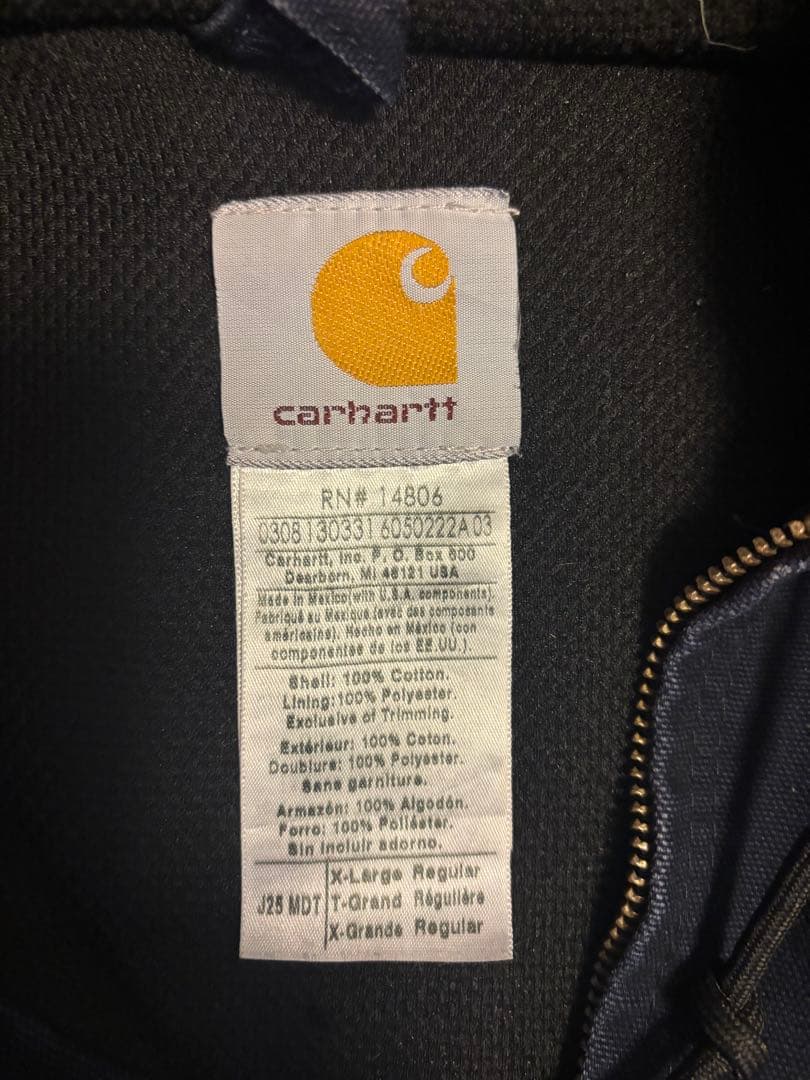 carhartt
RN# 14806
0308130331 6050222A03
Carhartt, Inc. P. O. Box 600
Dearborn, MI 48121 USA
Made in Mexico(with U.S.A. components).
Fabriqué au Mexique (avec des composants
américains). Hecho en México (con
componentes de los EE.UU.).
Shell: 100% Cotton.
Lining:100% Polyester.
Exclusive of Trimming.
Extérieur: 100% Coton.
Doublure: 100% Polyester.
Sans garniture.
Armazón: 100% Algodón.
Forro: 100% Poliéster.
Sin incluir adorno.
X-Large Regular
J25 MDT T-Grand Régulière
X-Grande Regular